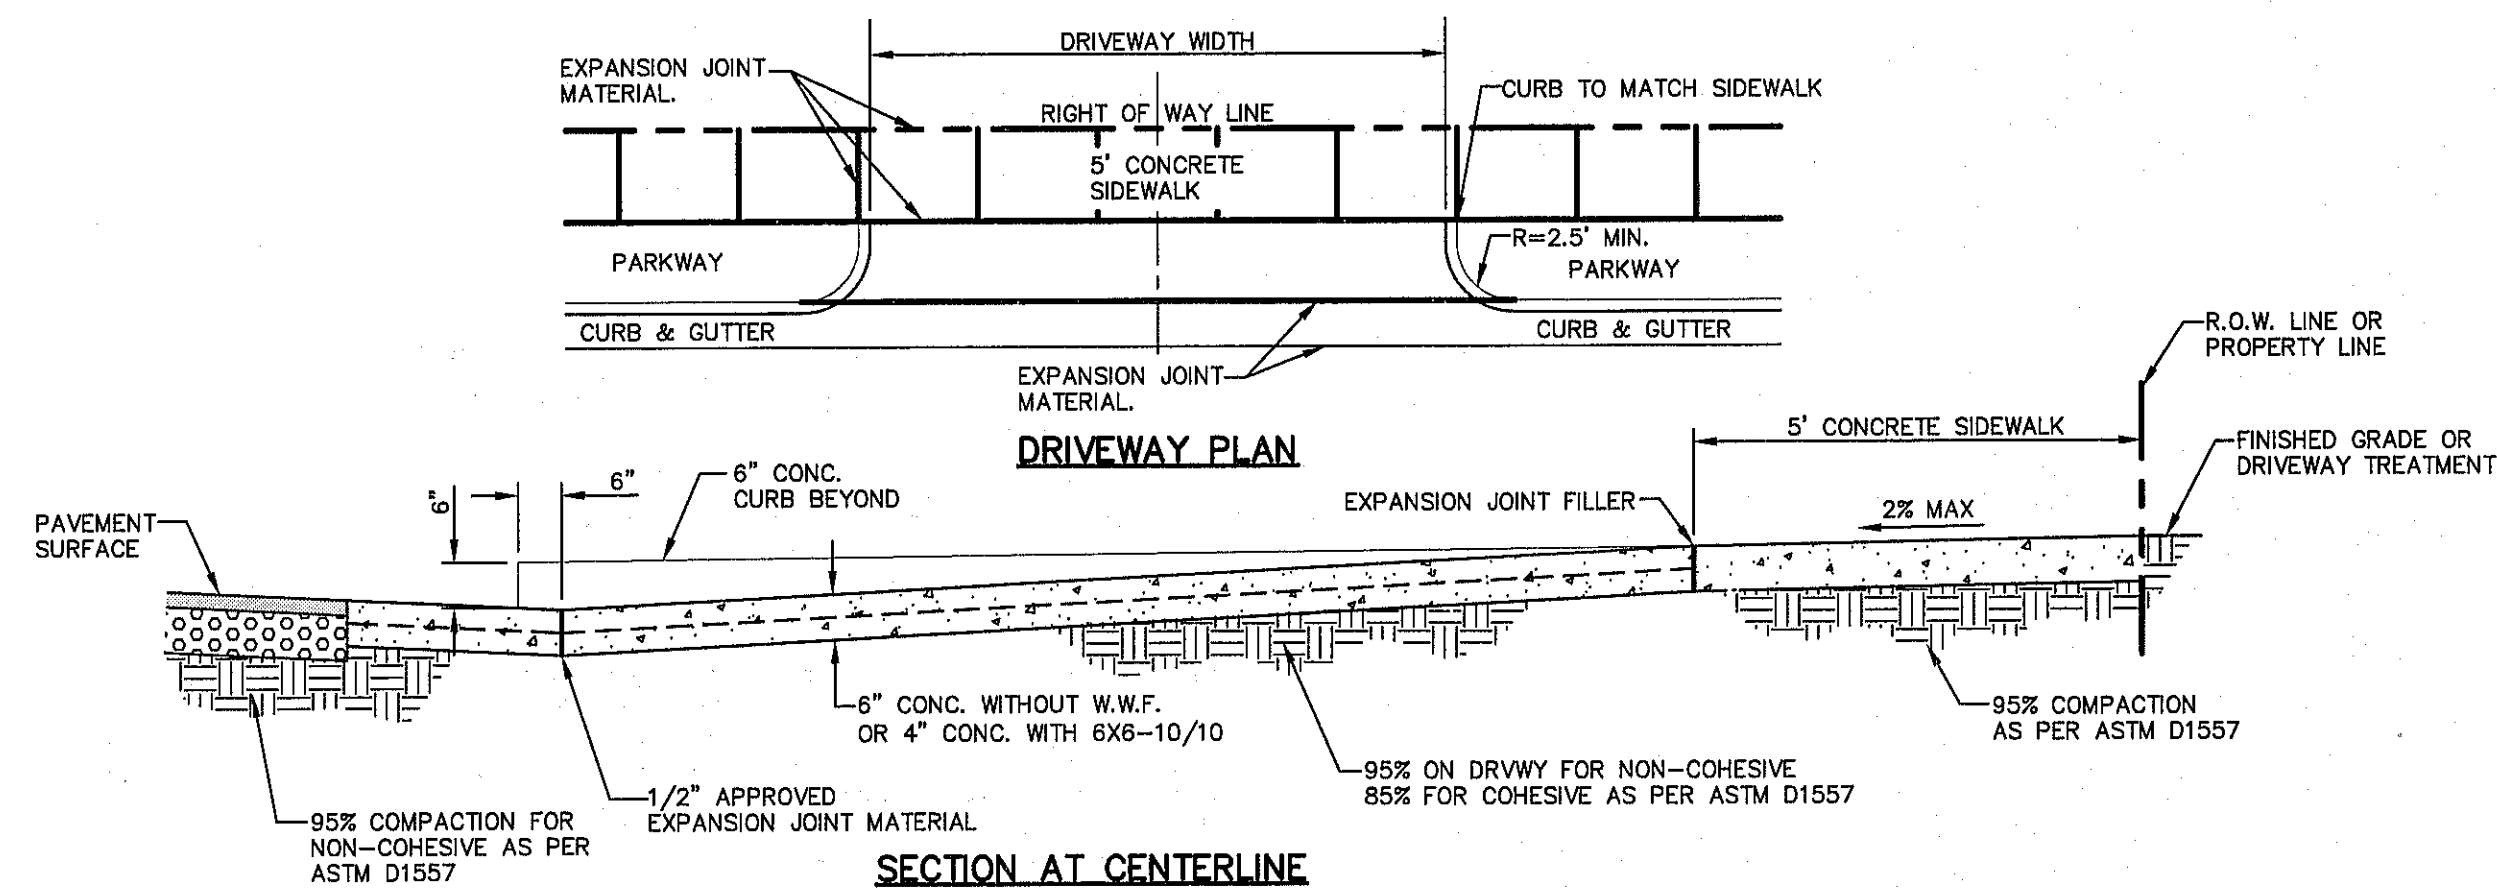 DRIVEWAY WIDTH
EXPANSION JOINT
MATERIAL.
CURB TO MATCH SIDEWALK
RIGHT OF WAY LINE
5' CONCRETE
SIDEWALK
R=2.5' MIN.
PARKWAY
PARKWAY
CURB & GUTTER
CURB & GUTTER
EXPANSION JOINT
MATERIAL.
DRIVEWAY PLAN
R.O.W. LINE OR
PROPERTY LINE
5' CONCRETE SIDEWALK
FINISHED GRADE OR
DRIVEWAY TREATMENT
6"
6"
6" CONC.
CURB BEYOND
EXPANSION JOINT FILLER
2% MAX
PAVEMENT
SURFACE
6" CONC. WITHOUT W.W.F.
OR 4" CONC. WITH 6X6-10/10
95% COMPACTION
AS PER ASTM D1557
95% ON DRVWY FOR NON-COHESIVE
85% FOR COHESIVE AS PER ASTM D1557
1/2" APPROVED
EXPANSION JOINT MATERIAL
95% COMPACTION FOR
NON-COHESIVE AS PER
ASTM D1557
SECTION AT CENTERLINE